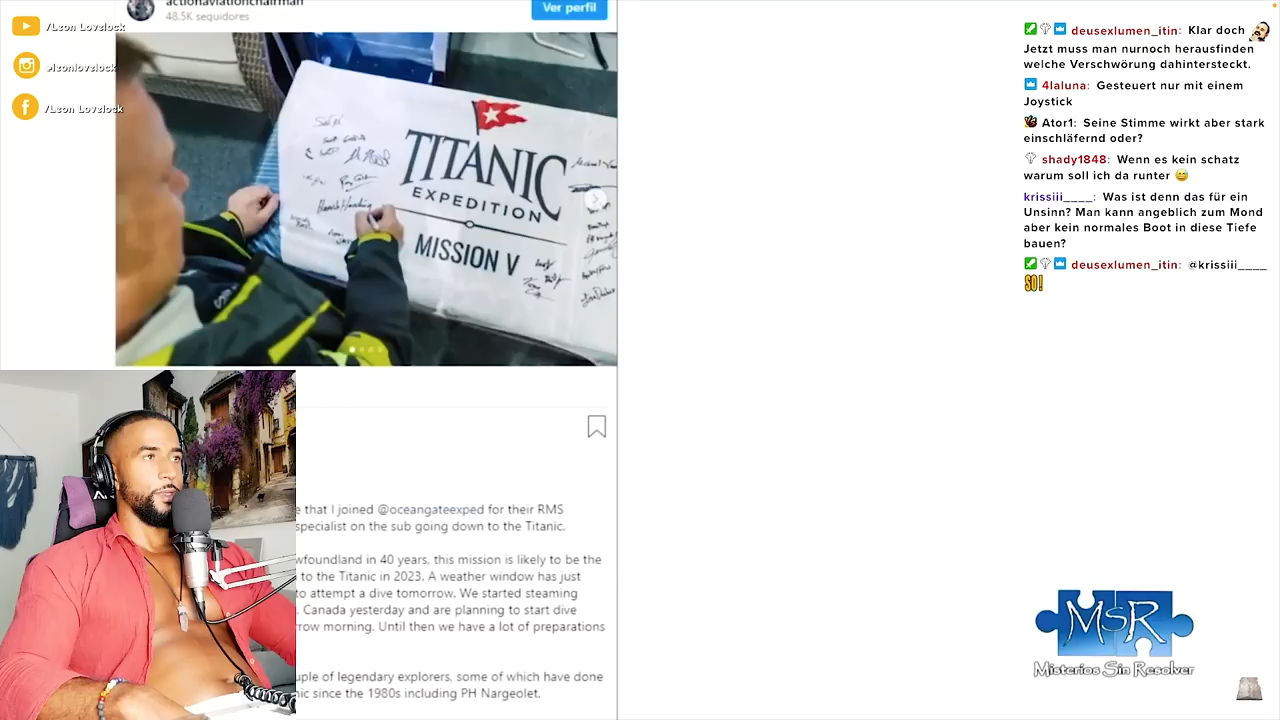 /Leon Lovelock
/leonlovelock
/Leon Lovelock
actionaviationchairman
48.5K seguidores
Ver perfil
TITANIC
EXPEDITION
MISSION V
e that I joined @oceangateexped for their RMS
specialist on the sub going down to the Titanic.
wfoundland in 40 years, this mission is likely to be the
to the Titanic in 2023. A weather window has just
to attempt a dive tomorrow. We started steaming
. Canada yesterday and are planning to start dive
rrow morning. Until then we have a lot of preparations
uple of legendary explorers, some of which have done
nic since the 1980s including PH Nargeolet.
deusexlumen_itin: Klar doch
Jetzt muss man nurnoch herausfinden
welche Verschwörung dahintersteckt.
4laluna: Gesteuert nur mit einem
Joystick
Ator1: Seine Stimme wirkt aber stark
einschläfernd oder?
shady1848: Wenn es kein schatz
warum soll ich da runter 😅
krissiii____: Was ist denn das für ein
Unsinn? Man kann angeblich zum Mond
aber kein normales Boot in diese Tiefe
bauen?
deusexlumen_itin: @krissiii____
SO!
MSR
Misterios Sin Resolver